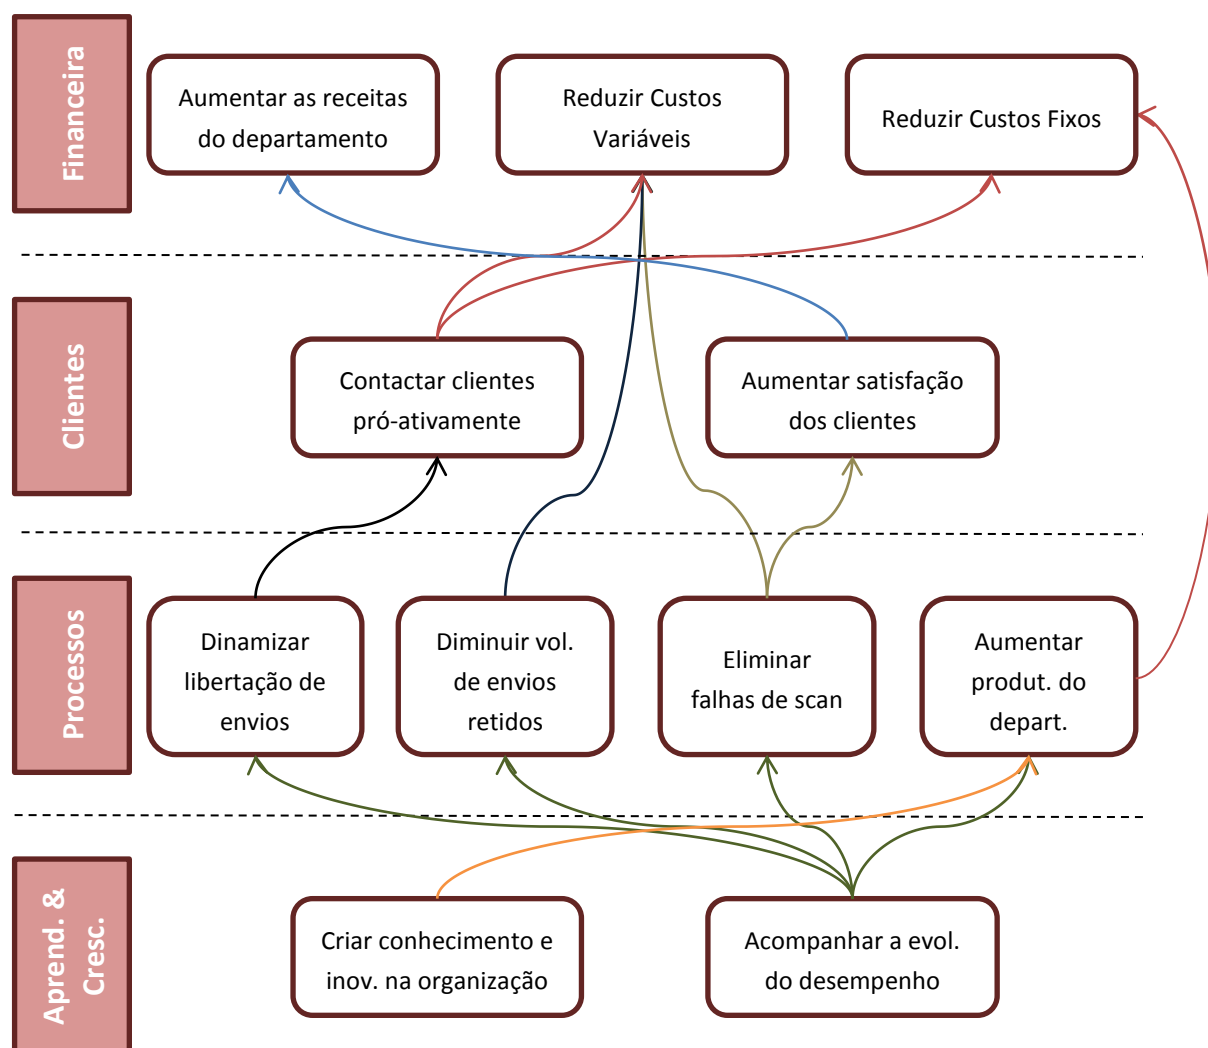 Financeira
Aumentar as receitas
do departamento
Reduzir Custos
Variáveis
Reduzir Custos Fixos
Clientes
Contactar clientes
pró-ativamente
Aumentar satisfação
dos clientes
Processos
Dinamizar
libertação de
envios
Diminuir vol.
de envios
retidos
Eliminar
falhas de scan
Aumentar
produt. do
depart.
Aprend. &
Cresc.
Criar conhecimento e
inov. na organização
Acompanhar a evol.
do desempenho